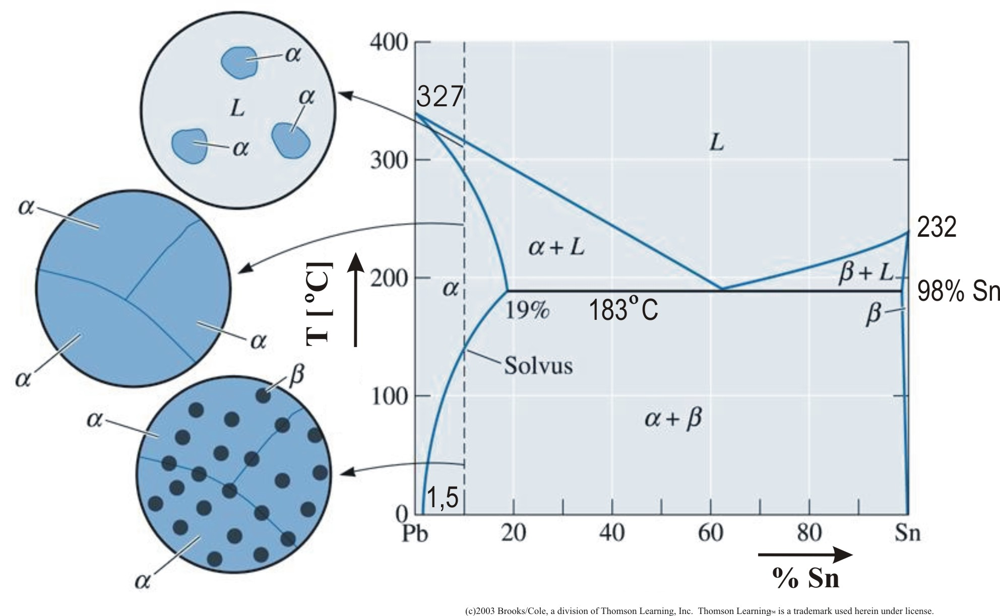 α
α
L
α
α
α
α
β
α
α
400
327
300
L
232
α + L
T [°C]
200
β + L
α
98% Sn
19%
183°C
β
Solvus
100
α + β
1,5
0
Pb
20
40
60
80
Sn
% Sn
(c)2003 Brooks/Cole, a division of Thomson Learning, Inc. Thomson Learning™ is a trademark used herein under license.